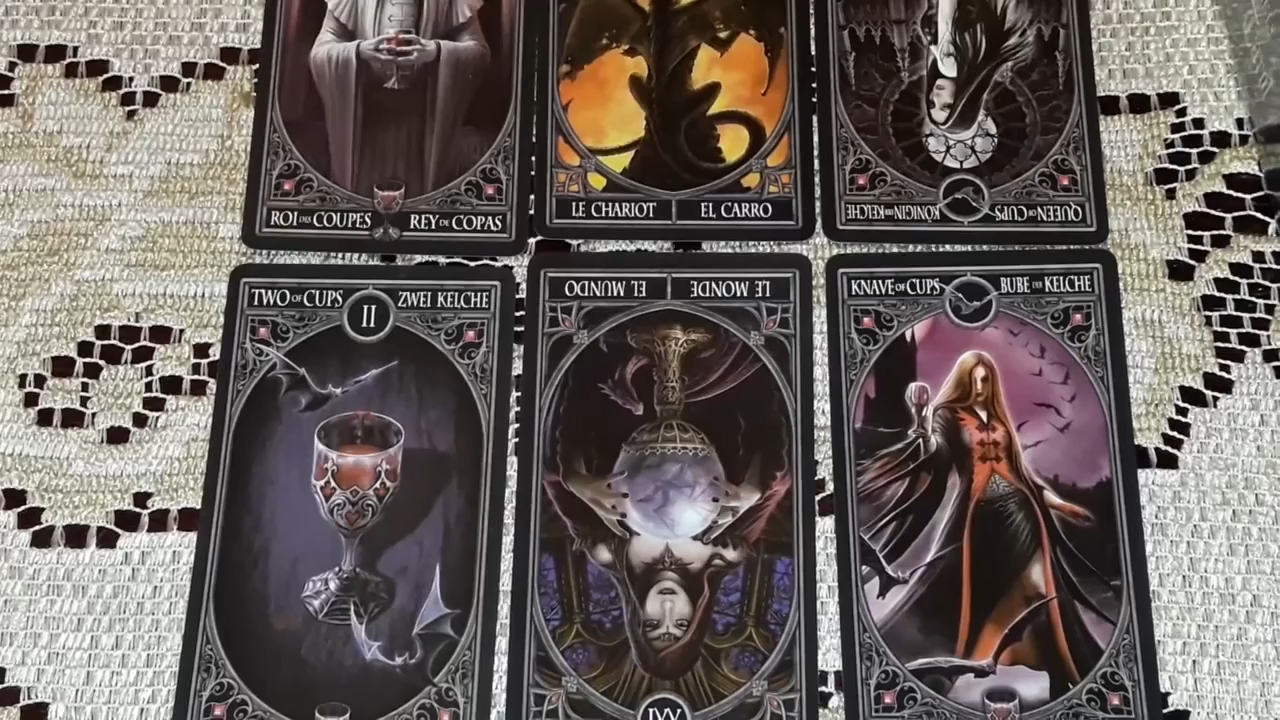 ROI DES COUPES REY DE COPAS
LE CHARIOT EL CARRO
QUEEN OF CUPS KÖNIGIN DER KELCHE
TWO OF CUPS II ZWEI KELCHE
LE MONDE EL MUNDO
KNAVE OF CUPS BUBE DER KELCHE